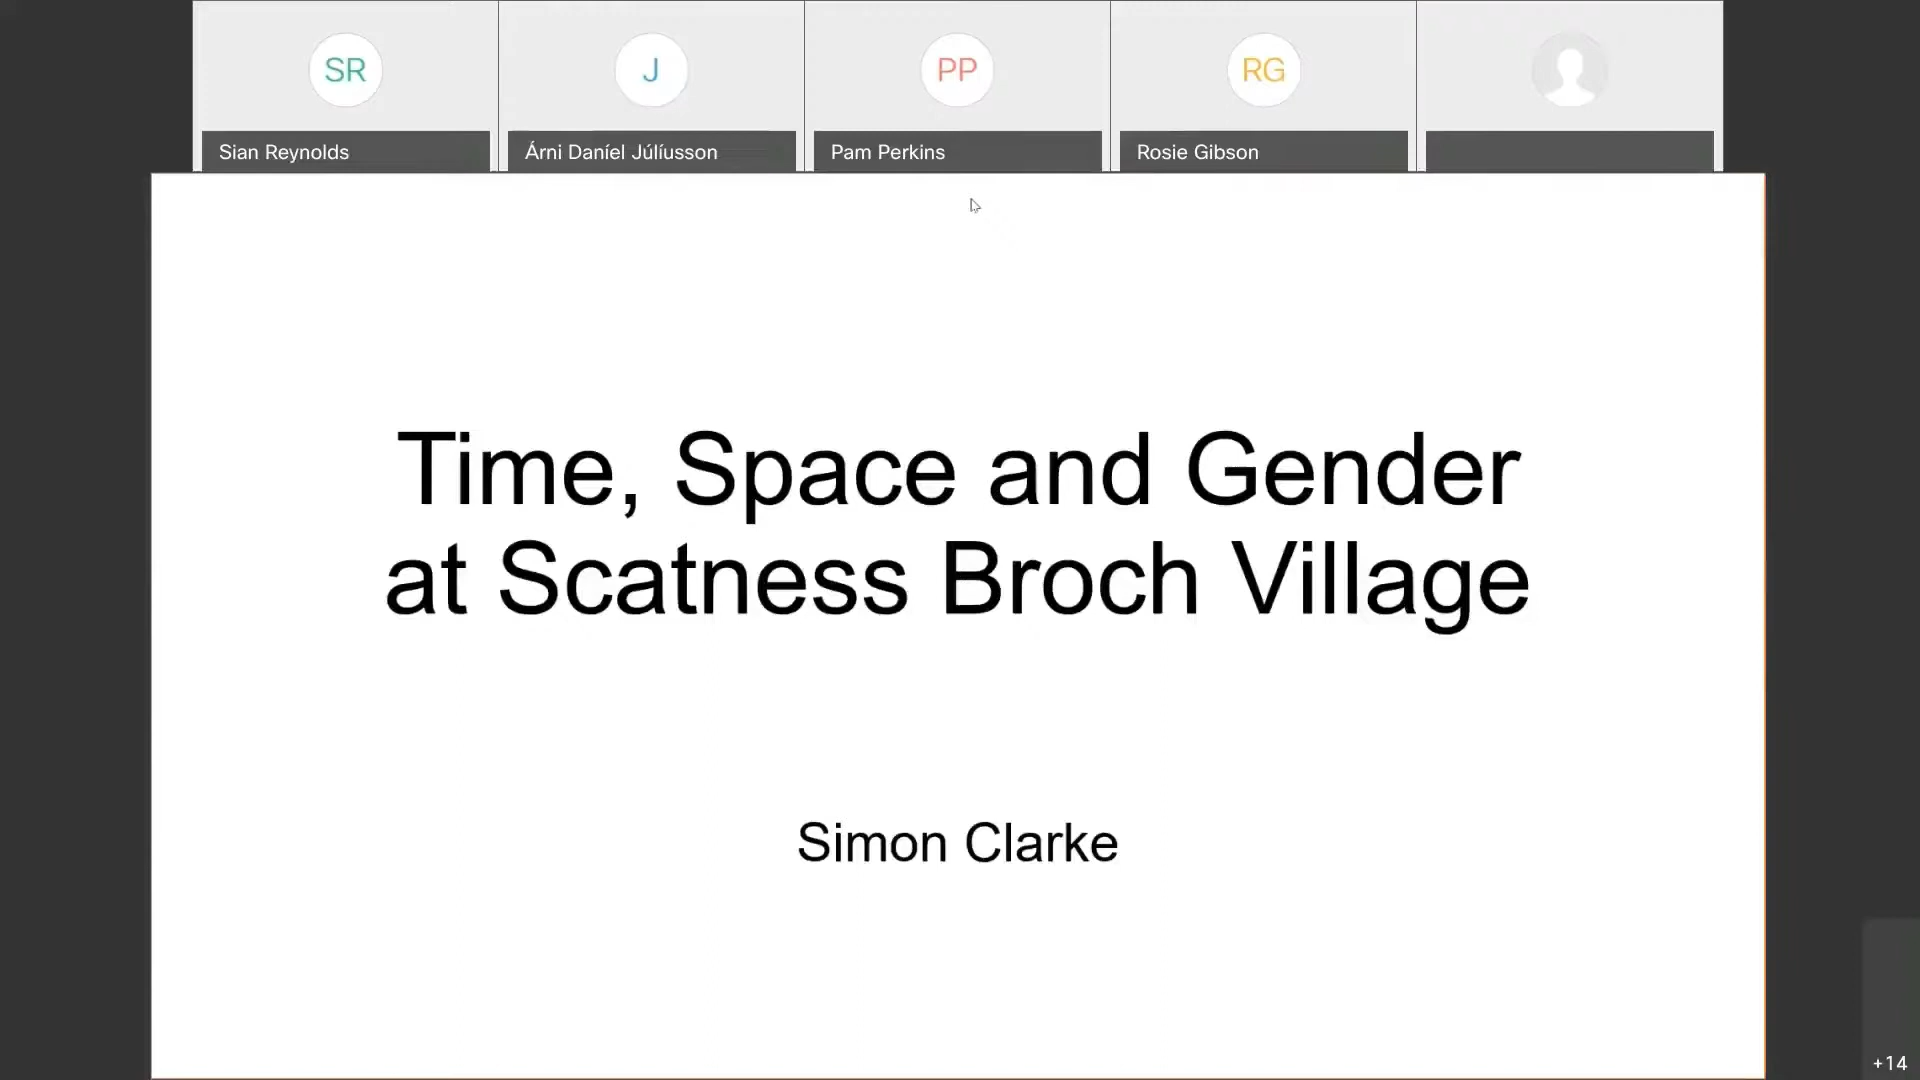 SR
J
PP
RG
Sian Reynolds
Árni Daníel Júlíusson
Pam Perkins
Rosie Gibson
Time, Space and Gender
at Scatness Broch Village
Simon Clarke
+14